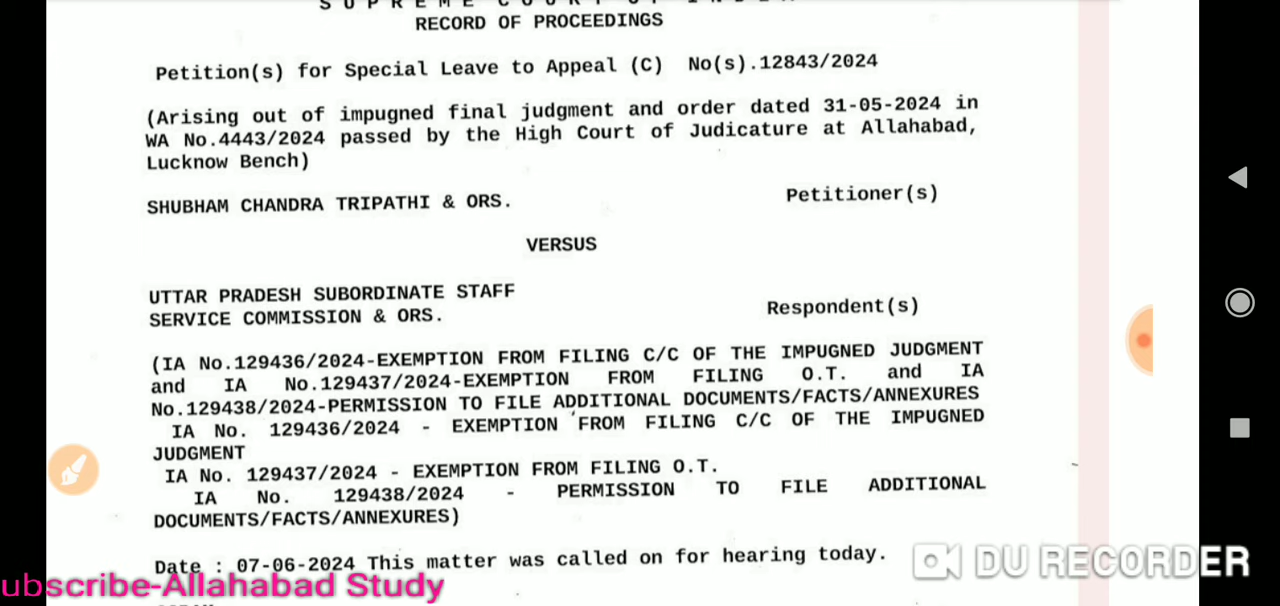 SUPREME COURT OF INDIA
RECORD OF PROCEEDINGS
Petition(s) for Special Leave to Appeal (C) No(s).12843/2024
(Arising out of impugned final judgment and order dated 31-05-2024 in
WA No.4443/2024 passed by the High Court of Judicature at Allahabad,
Lucknow Bench)
SHUBHAM CHANDRA TRIPATHI & ORS. Petitioner(s)
VERSUS
UTTAR PRADESH SUBORDINATE STAFF
SERVICE COMMISSION & ORS. Respondent(s)
(IA No.129436/2024-EXEMPTION FROM FILING C/C OF THE IMPUGNED JUDGMENT
and IA No.129437/2024-EXEMPTION FROM FILING O.T. and IA
No.129438/2024-PERMISSION TO FILE ADDITIONAL DOCUMENTS/FACTS/ANNEXURES
IA No. 129436/2024 - EXEMPTION FROM FILING C/C OF THE IMPUGNED
JUDGMENT
IA No. 129437/2024 - EXEMPTION FROM FILING O.T.
IA No. 129438/2024 - PERMISSION TO FILE ADDITIONAL
DOCUMENTS/FACTS/ANNEXURES)
Date : 07-06-2024 This matter was called on for hearing today.
DU RECORDER
ubscribe-Allahabad Study